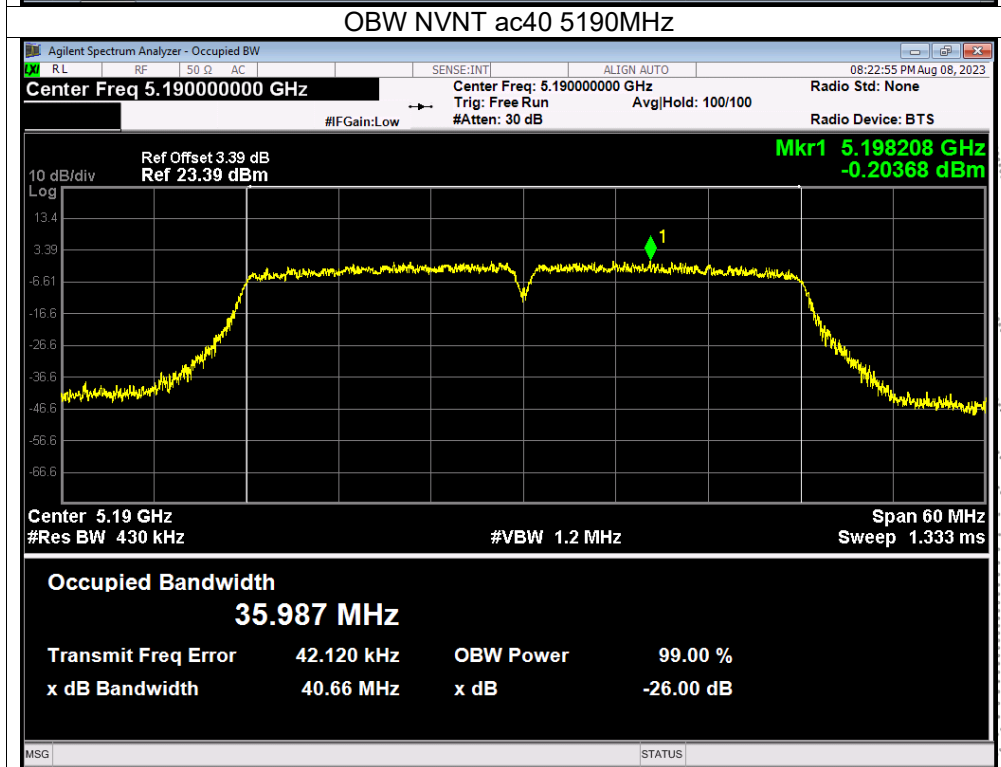 OBW NVNT ac40 5190MHz
Agilent Spectrum Analyzer - Occupied BW
LXI RL RF 50 Ω AC SENSE:INT ALIGN AUTO 08:22:55 PM Aug 08, 2023
Center Freq 5.190000000 GHz Center Freq: 5.190000000 GHz Radio Std: None
Trig: Free Run Avg|Hold: 100/100
#IFGain:Low #Atten: 30 dB Radio Device: BTS
Mkr1 5.198208 GHz
-0.20368 dBm
Ref Offset 3.39 dB
10 dB/div Ref 23.39 dBm
Log
13.4
1
3.39
-6.61
-16.6
-26.6
-36.6
-46.6
-56.6
-66.6
Center 5.19 GHz Span 60 MHz
#Res BW 430 kHz #VBW 1.2 MHz Sweep 1.333 ms
Occupied Bandwidth
35.987 MHz
Transmit Freq Error 42.120 kHz OBW Power 99.00 %
x dB Bandwidth 40.66 MHz x dB -26.00 dB
MSG STATUS